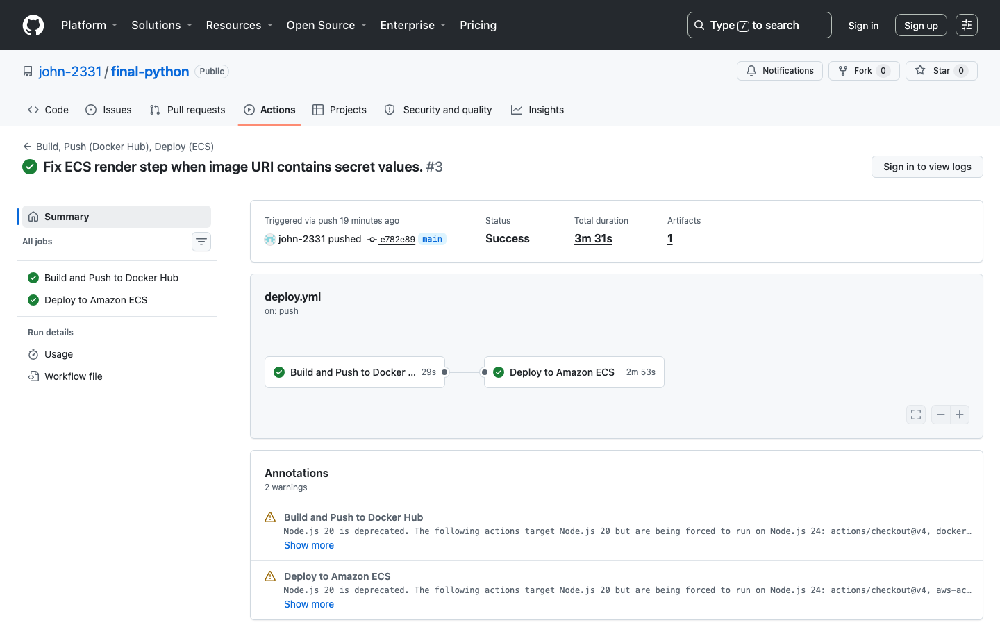 Platform Solutions Resources Open Source Enterprise Pricing Type / to search Sign in Sign up
john-2331 / final-python Public Notifications Fork 0 Star 0
Code Issues Pull requests Actions Projects Security and quality Insights
Build, Push (Docker Hub), Deploy (ECS)
Fix ECS render step when image URI contains secret values. #3
Sign in to view logs
Summary
All jobs
Build and Push to Docker Hub
Deploy to Amazon ECS
Run details
Usage
Workflow file
Triggered via push 19 minutes ago
john-2331 pushed e782e89 main
Status
Success
Total duration
3m 31s
Artifacts
1
deploy.yml
on: push
Build and Push to Docker ... 29s
Deploy to Amazon ECS 2m 53s
Annotations
2 warnings
Build and Push to Docker Hub
Node.js 20 is deprecated. The following actions target Node.js 20 but are being forced to run on Node.js 24: actions/checkout@v4, docker…
Show more
Deploy to Amazon ECS
Node.js 20 is deprecated. The following actions target Node.js 20 but are being forced to run on Node.js 24: actions/checkout@v4, aws-ac…
Show more